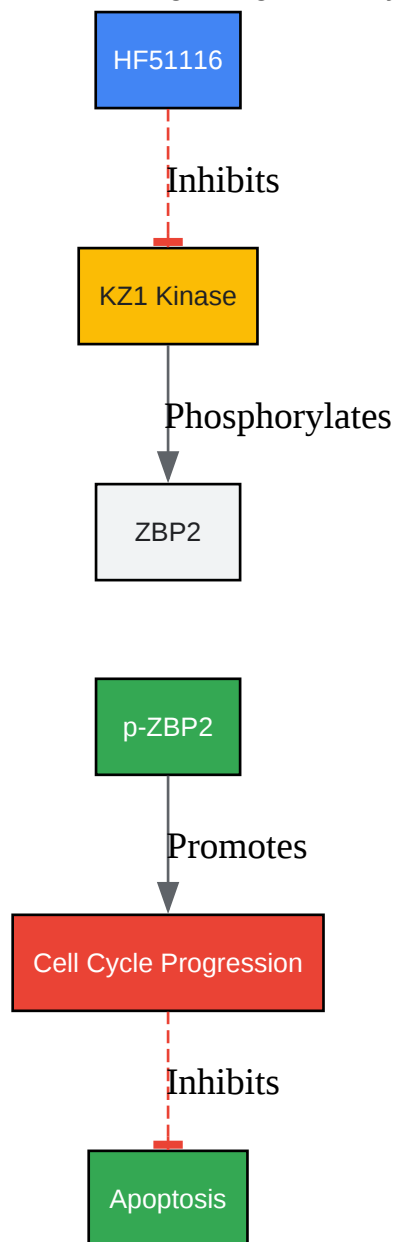 HF51116
Inhibits
KZ1 Kinase
Phosphorylates
ZBP2
p-ZBP2
Promotes
Cell Cycle Progression
Inhibits
Apoptosis